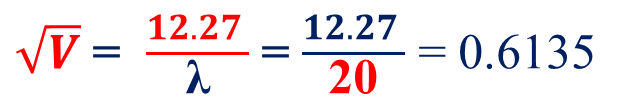 √V = 12.27/λ = 12.27/20 = 0.6135